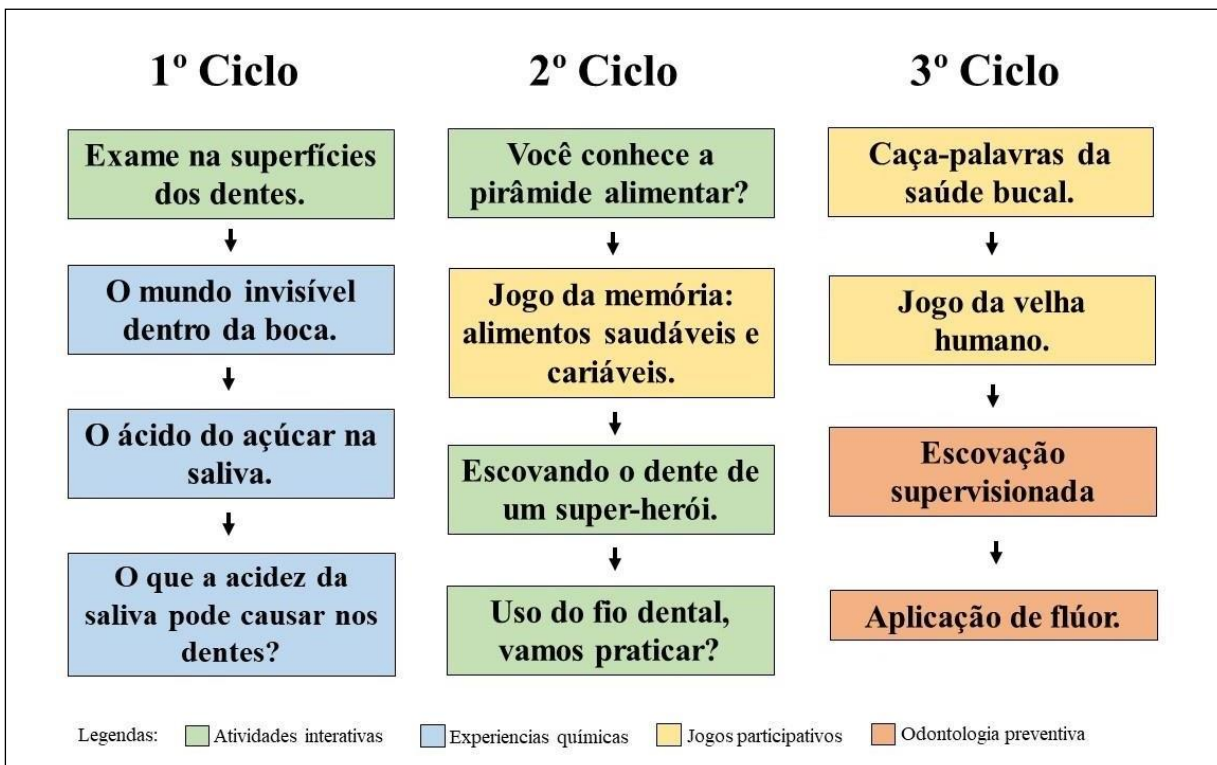 1º Ciclo
Exame na superfícies
dos dentes.
O mundo invisível
dentro da boca.
O ácido do açúcar na
saliva.
O que a acidez da
saliva pode causar nos
dentes?
2º Ciclo
Você conhece a
pirâmide alimentar?
Jogo da memória:
alimentos saudáveis e
cariáveis.
Escovando o dente de
um super-herói.
Uso do fio dental,
vamos praticar?
3º Ciclo
Caça-palavras da
saúde bucal.
Jogo da velha
humano.
Escovação
supervisionada
Aplicação de flúor.
Legendas: Atividades interativas Experiencias químicas Jogos participativos Odontologia preventiva